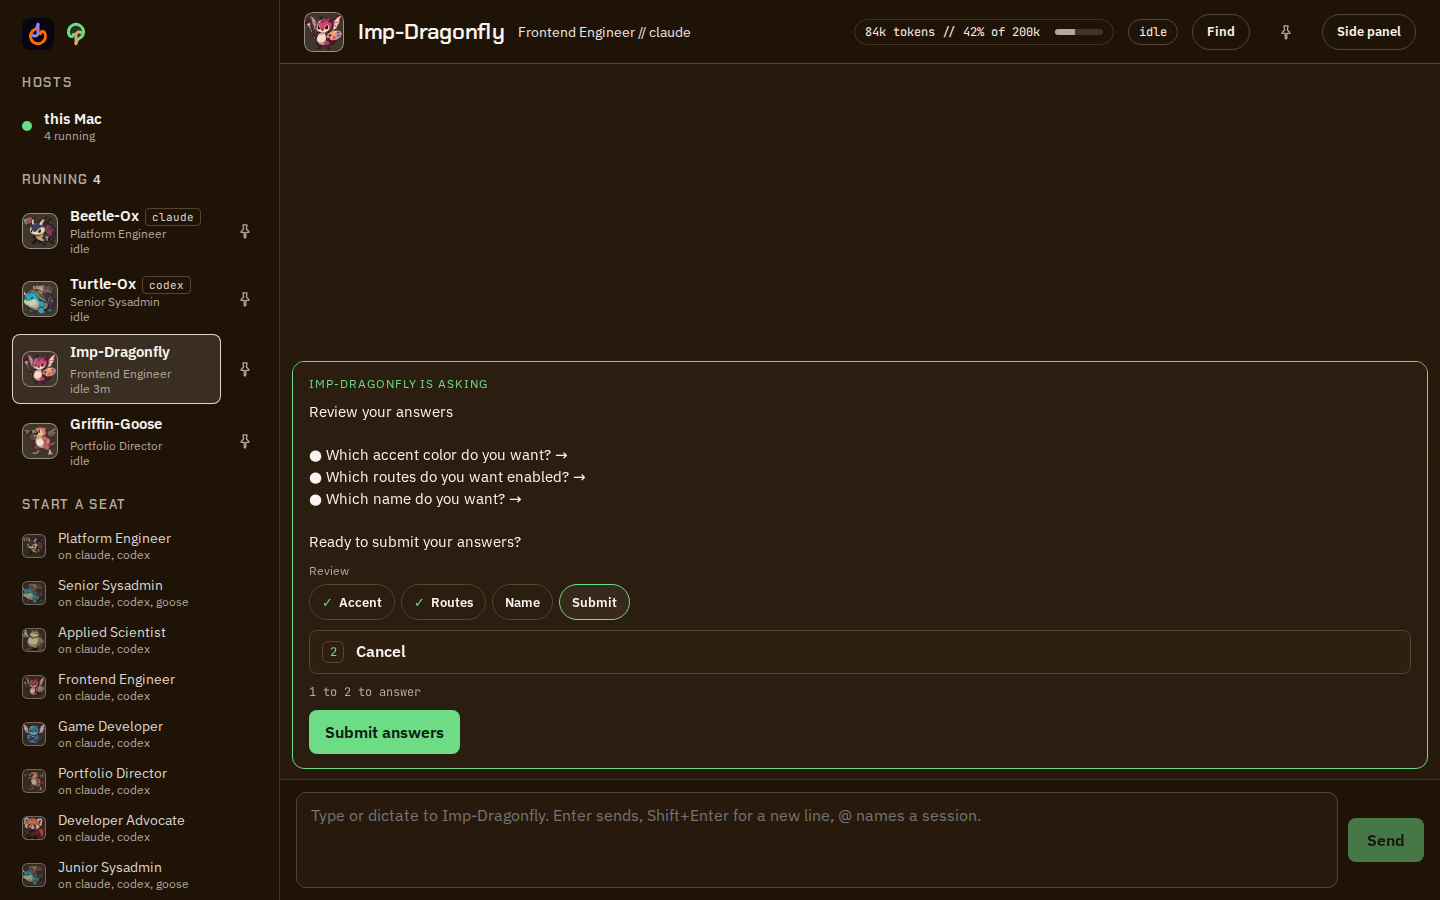 HOSTS
this Mac
4 running
RUNNING 4
Beetle-Ox claude
Platform Engineer
idle
Turtle-Ox codex
Senior Sysadmin
idle
Imp-Dragonfly
Frontend Engineer
idle 3m
Griffin-Goose
Portfolio Director
idle
START A SEAT
Platform Engineer
on claude, codex
Senior Sysadmin
on claude, codex, goose
Applied Scientist
on claude, codex
Frontend Engineer
on claude, codex
Game Developer
on claude, codex
Portfolio Director
on claude, codex
Developer Advocate
on claude, codex
Junior Sysadmin
on claude, codex, goose
Imp-Dragonfly Frontend Engineer // claude 84k tokens // 42% of 200k idle Find Side panel
IMP-DRAGONFLY IS ASKING
Review your answers
● Which accent color do you want? →
● Which routes do you want enabled? →
● Which name do you want? →
Ready to submit your answers?
Review
✓ Accent ✓ Routes Name Submit
2 Cancel
1 to 2 to answer
Submit answers
Type or dictate to Imp-Dragonfly. Enter sends, Shift+Enter for a new line, @ names a session.
Send